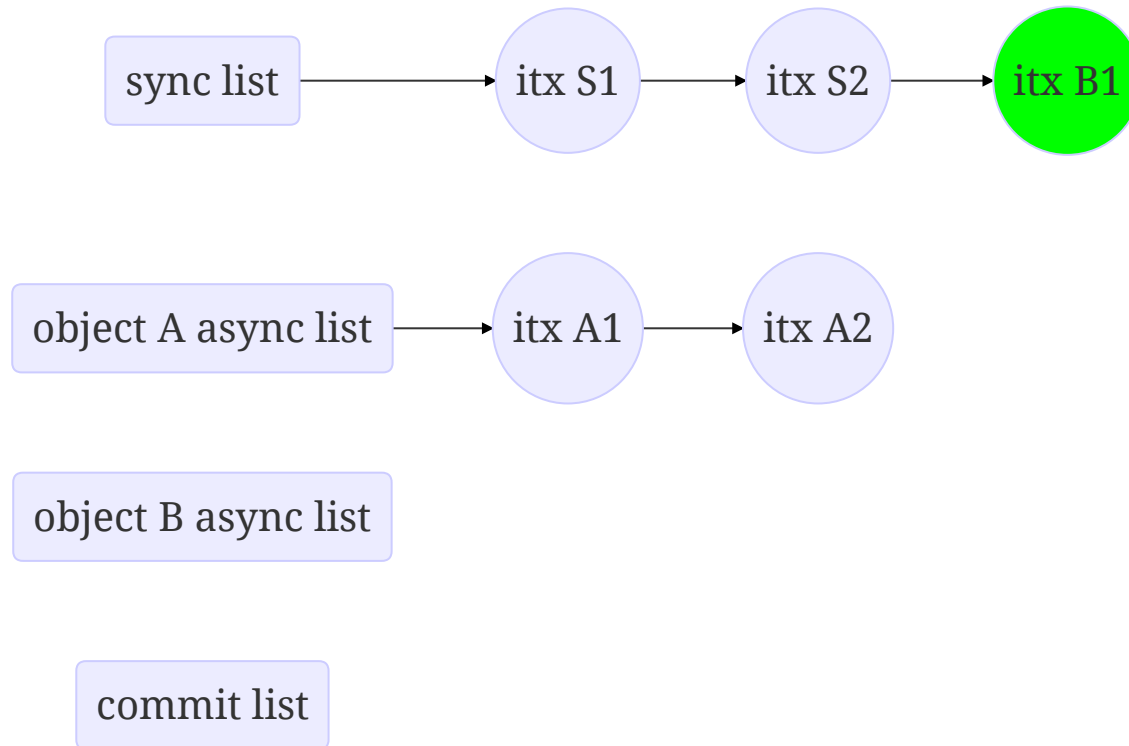 sync list
itx S1
itx S2
itx B1
object A async list
itx A1
itx A2
object B async list
commit list